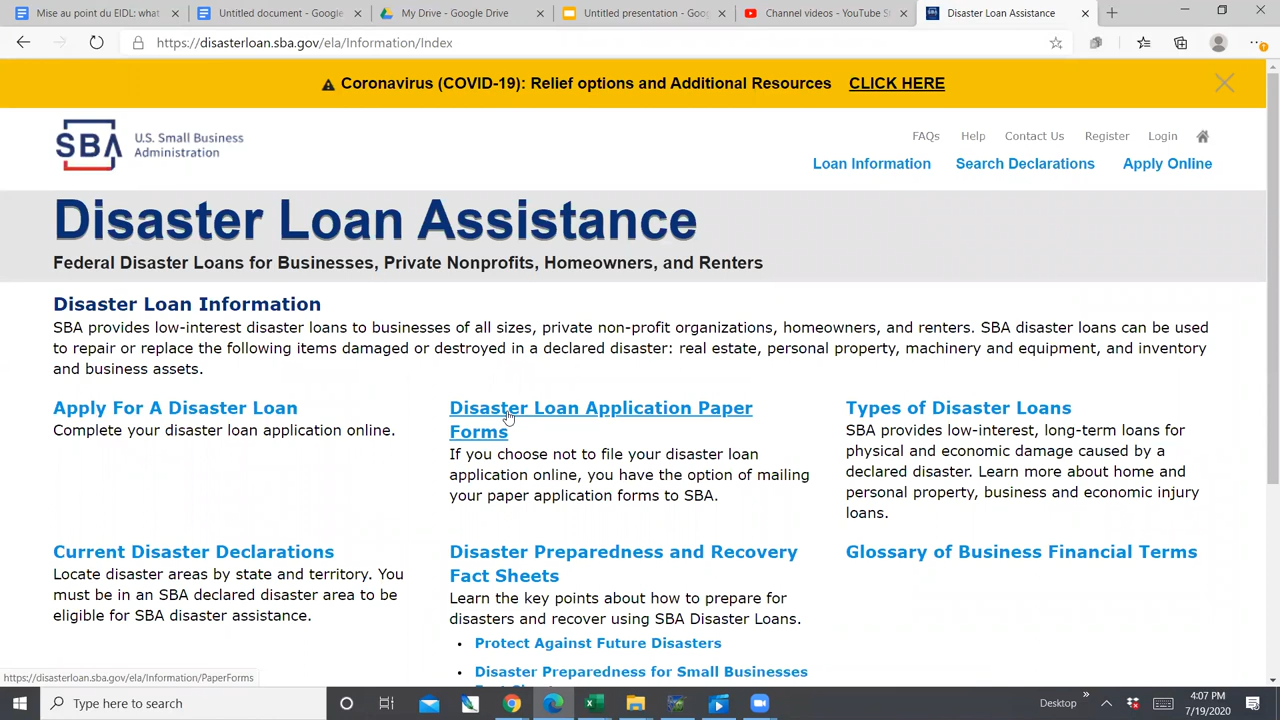 Mise au point du EIDL: what
Untitled document - Google
My Drive - Google Drive
Untitled presentation - Goo
Channel videos - YouTube S
Disaster Loan Assistance
https://disasterloan.sba.gov/ela/Information/Index
Coronavirus (COVID-19): Relief options and Additional Resources CLICK HERE
SBA U.S. Small Business
Administration
FAQs Help Contact Us Register Login
Loan Information Search Declarations Apply Online
Disaster Loan Assistance
Federal Disaster Loans for Businesses, Private Nonprofits, Homeowners, and Renters
Disaster Loan Information
SBA provides low-interest disaster loans to businesses of all sizes, private non-profit organizations, homeowners, and renters. SBA disaster loans can be used
to repair or replace the following items damaged or destroyed in a declared disaster: real estate, personal property, machinery and equipment, and inventory
and business assets.
Apply For A Disaster Loan
Complete your disaster loan application online.
Disaster Loan Application Paper
Forms
If you choose not to file your disaster loan
application online, you have the option of mailing
your paper application forms to SBA.
Types of Disaster Loans
SBA provides low-interest, long-term loans for
physical and economic damage caused by a
declared disaster. Learn more about home and
personal property, business and economic injury
loans.
Current Disaster Declarations
Locate disaster areas by state and territory. You
must be in an SBA declared disaster area to be
eligible for SBA disaster assistance.
Disaster Preparedness and Recovery
Fact Sheets
Learn the key points about how to prepare for
disasters and recover using SBA Disaster Loans.
• Protect Against Future Disasters
• Disaster Preparedness for Small Businesses
Glossary of Business Financial Terms
https://disasterloan.sba.gov/ela/Information/PaperForms
Type here to search
Desktop
4:07 PM
7/19/2020